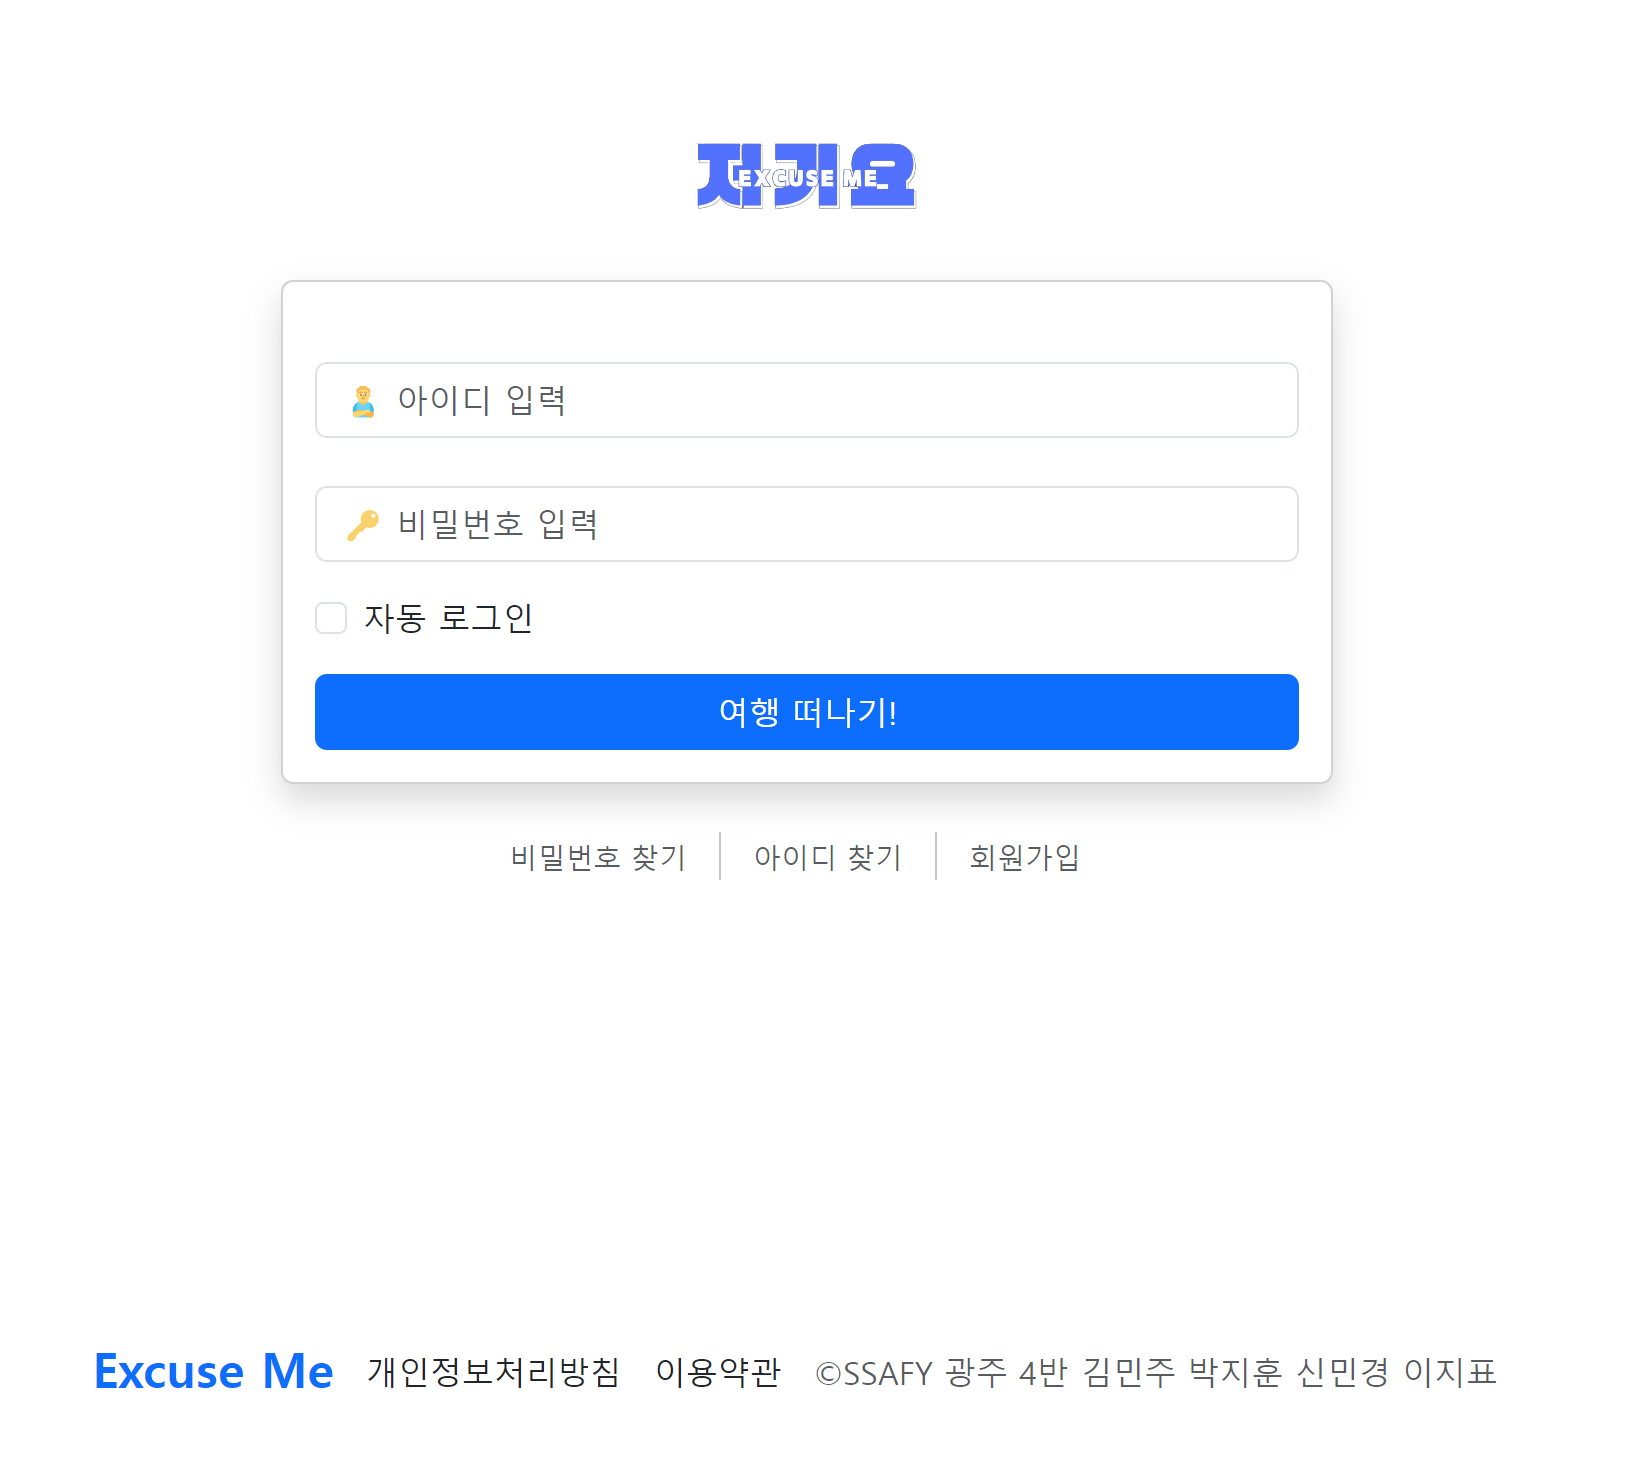 저기요
EXCUSE ME
아이디 입력
비밀번호 입력
자동 로그인
여행 떠나기!
비밀번호 찾기 아이디 찾기 회원가입
Excuse Me 개인정보처리방침 이용약관 ©SSAFY 광주 4반 김민주 박지훈 신민경 이지표